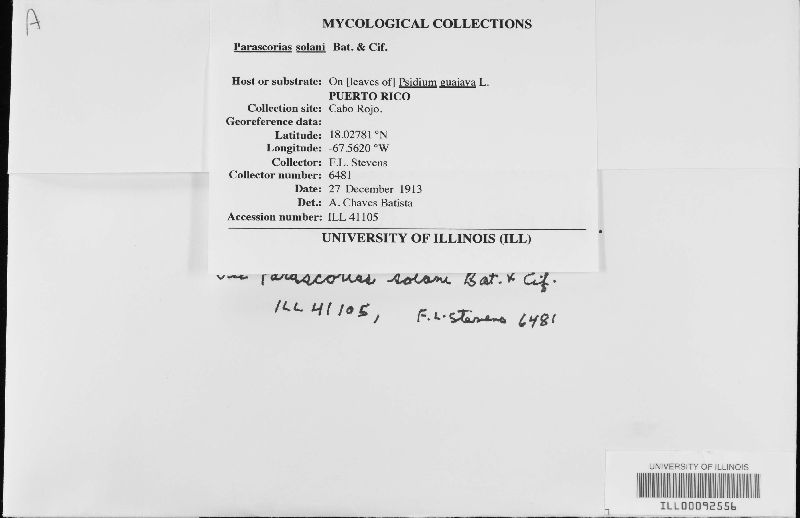 A
MYCOLOGICAL COLLECTIONS
Parascorias solani Bat. & Cif.
Host or substrate: On [leaves of] Psidium guajava L.
PUERTO RICO
Collection site: Cabo Rojo.
Georeference data:
Latitude: 18.02781 °N
Longitude: -67.5620 °W
Collector: F.L. Stevens
Collector number: 6481
Date: 27 December 1913
Det.: A. Chaves Batista
Accession number: ILL 41105
UNIVERSITY OF ILLINOIS (ILL)
Parascorias solani Bat. & Cif.
ILL 41105, F.L. Stevens 6481
UNIVERSITY OF ILLINOIS
ILL00092556